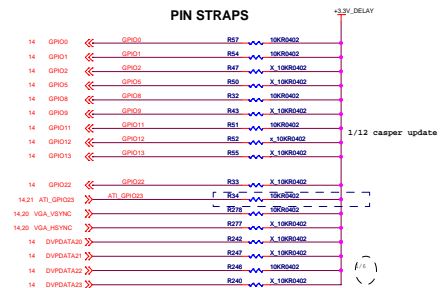 PIN STRAPS
+3.3V_DELAY
14 GPIO0 GPIO0 R57 10KR0402
14 GPIO1 GPIO1 R54 10KR0402
14 GPIO2 GPIO2 R47 X_10KR0402
14 GPIO5 GPIO5 R50 X_10KR0402
14 GPIO8 GPIO8 R32 10KR0402
14 GPIO9 GPIO9 R43 X_10KR0402
14 GPIO11 GPIO11 R51 10KR0402
14 GPIO12 GPIO12 R52 x_10KR0402
14 GPIO13 GPIO13 R55 X_10KR0402
1/12 casper update
14 GPIO22 GPIO22 R33 X_10KR0402
14,21 ATI_GPIO23 ATI_GPIO23 R34 10KR0402
14,20 VGA_VSYNC R278 10KR0402
14,20 VGA_HSYNC R277 X_10KR0402
14 DVPDATA20 R242 X_10KR0402
14 DVPDATA21 R247 X_10KR0402
14 DVPDATA22 R248 10KR0402
14 DVPDATA23 R240 X_10KR0402